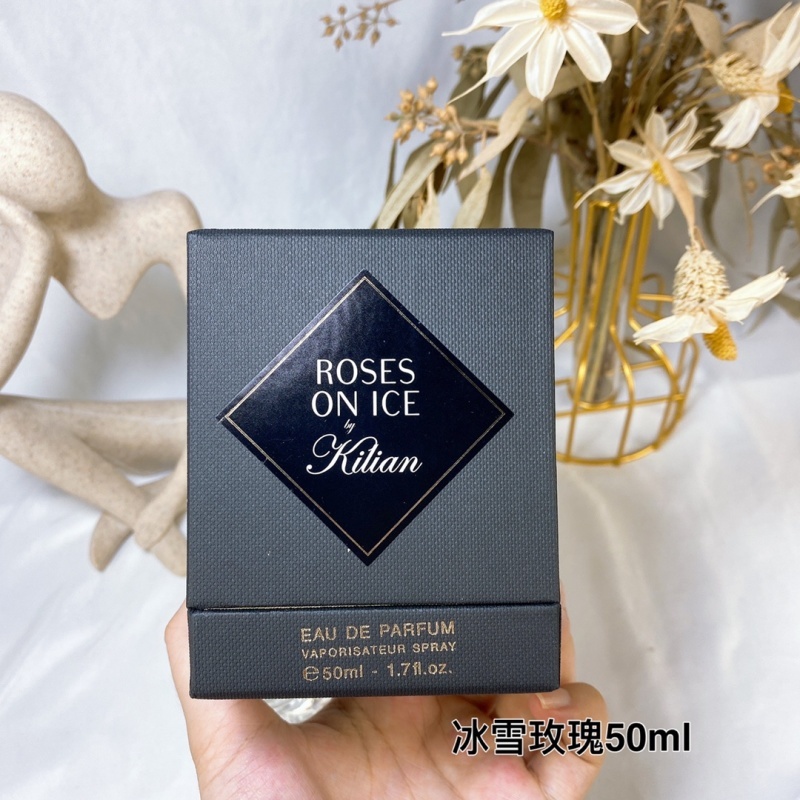 ROSES
ON ICE
by
Kilian
EAU DE PARFUM
VAPORISATEUR SPRAY
℮50ml - 1.7fl.oz.
冰雪玫瑰50ml